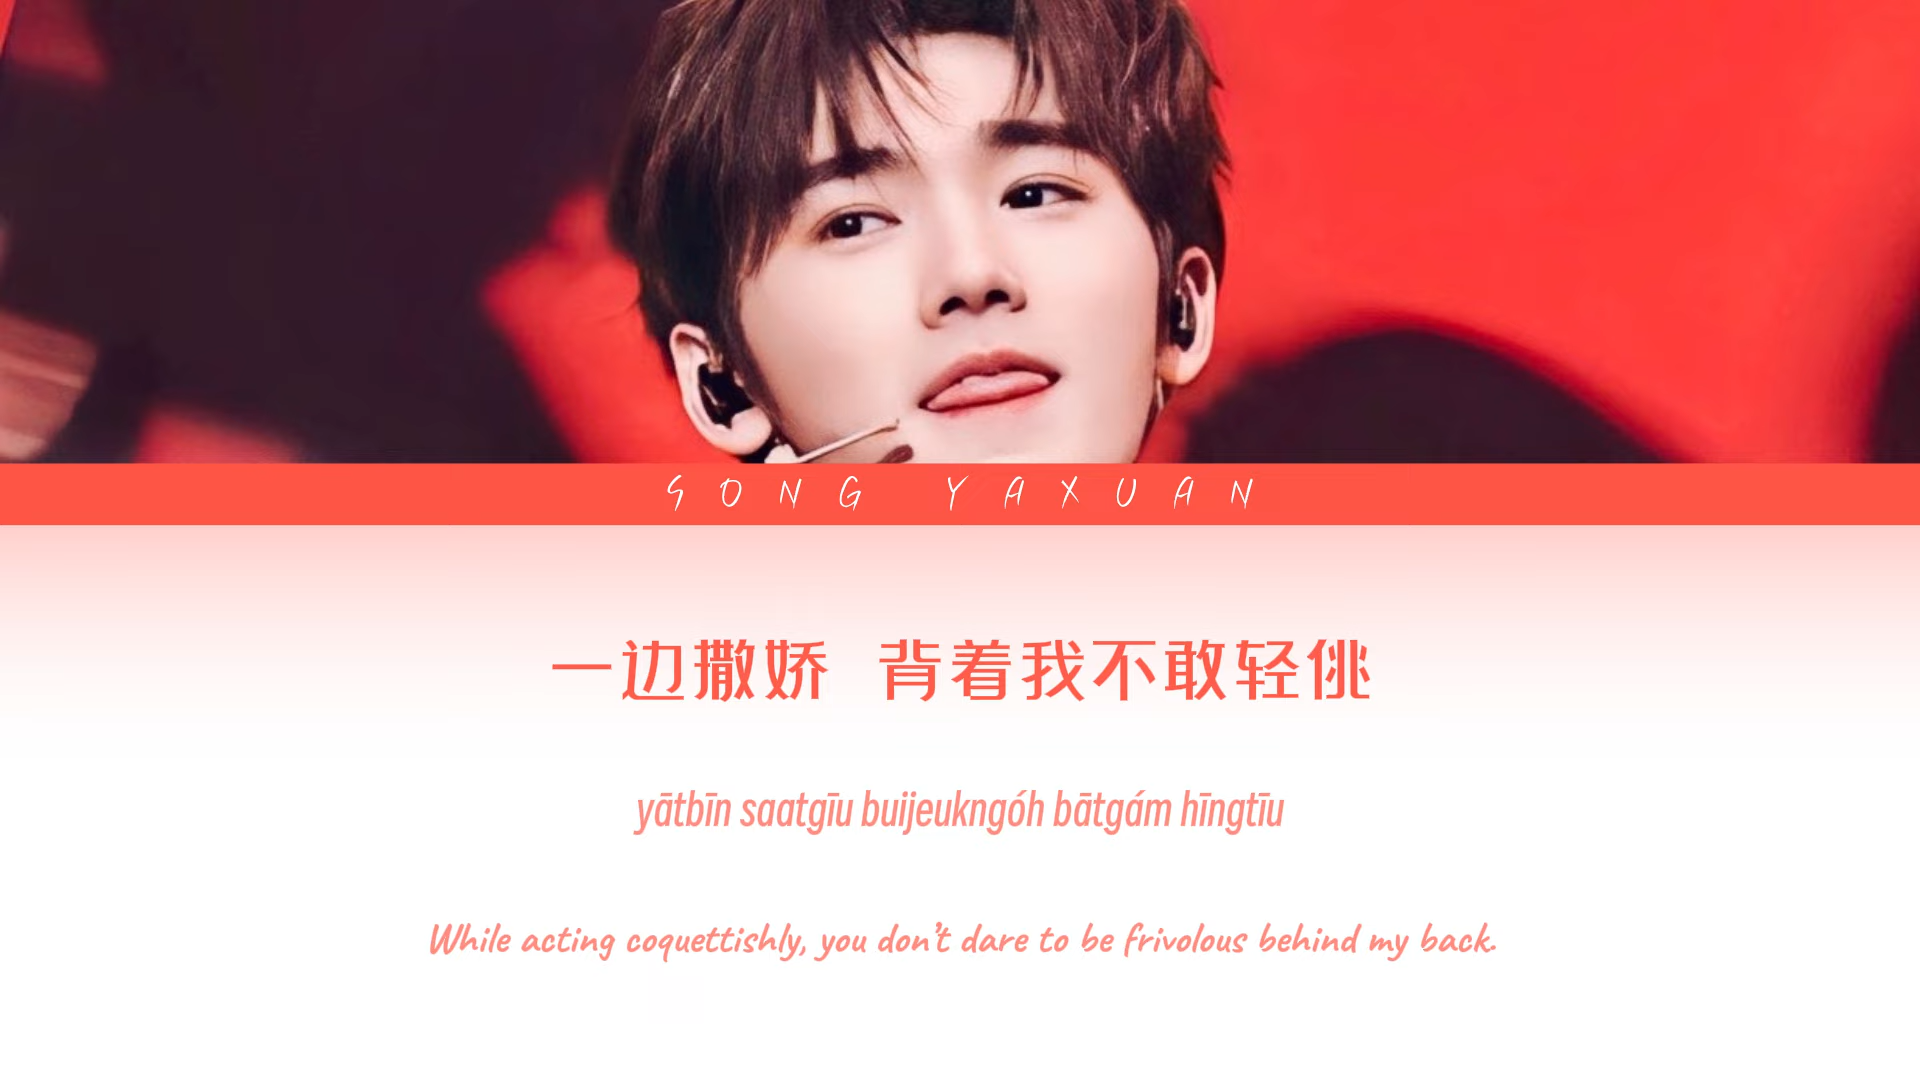 SONG YAXUAN
一边撒娇 背着我不敢轻佻
yātbīn saatgīu buijeukngóh bātgám hīngtīu
While acting coquettishly, you don't dare to be frivolous behind my back.